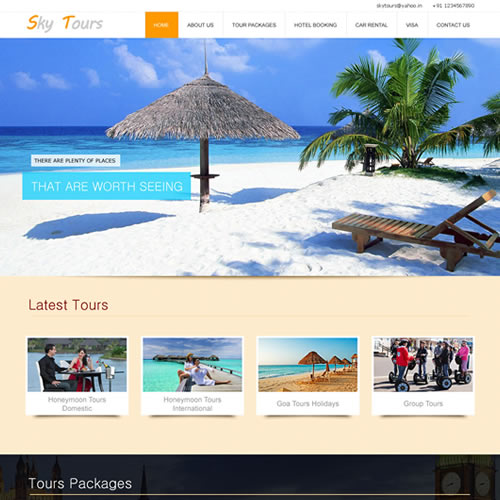 skytours@yahoo.in +91 1234567890
Sky Tours
HOME ABOUT US TOUR PACKAGES HOTEL BOOKING CAR RENTAL VISA CONTACT US
THERE ARE PLENTY OF PLACES
THAT ARE WORTH SEEING
Latest Tours
Honeymoon Tours
Domestic
Honeymoon Tours
International
Goa Tours Holidays
Group Tours
Tours Packages